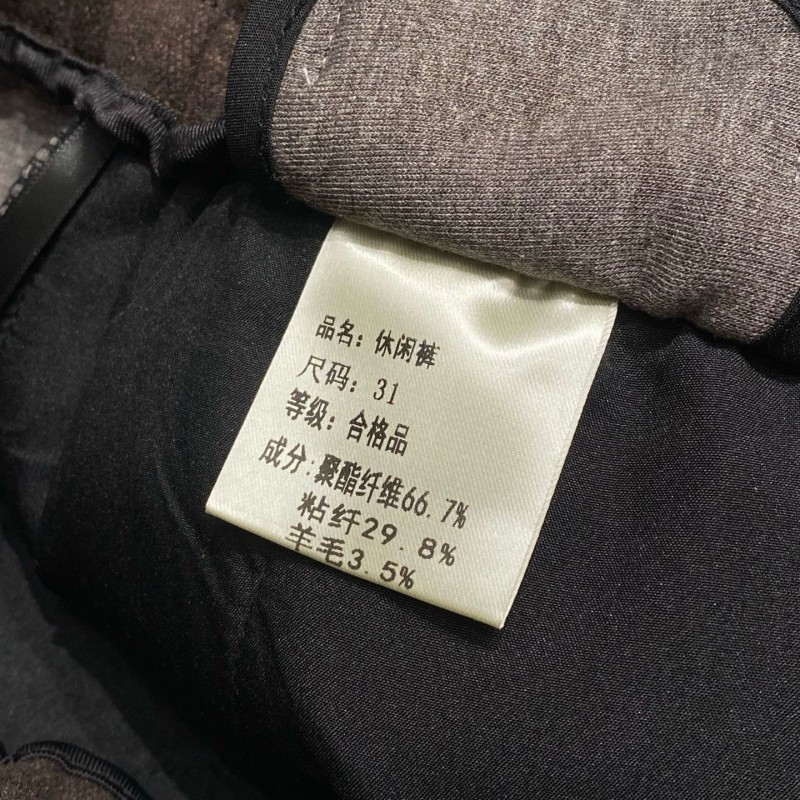 品名：休闲裤
尺码：31
等级：合格品
成分：聚酯纤维66.7%
粘纤29.8%
羊毛3.5%